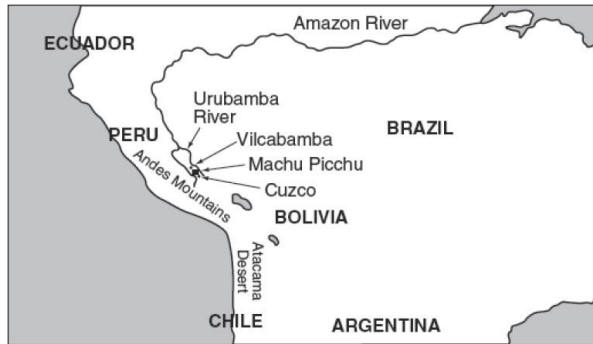 Amazon River
ECUADOR
Urubamba
River
PERU
Vilcabamba
BRAZIL
Machu Picchu
Cuzco
Andes Mountains
BOLIVIA
Atacama
Desert
CHILE
ARGENTINA